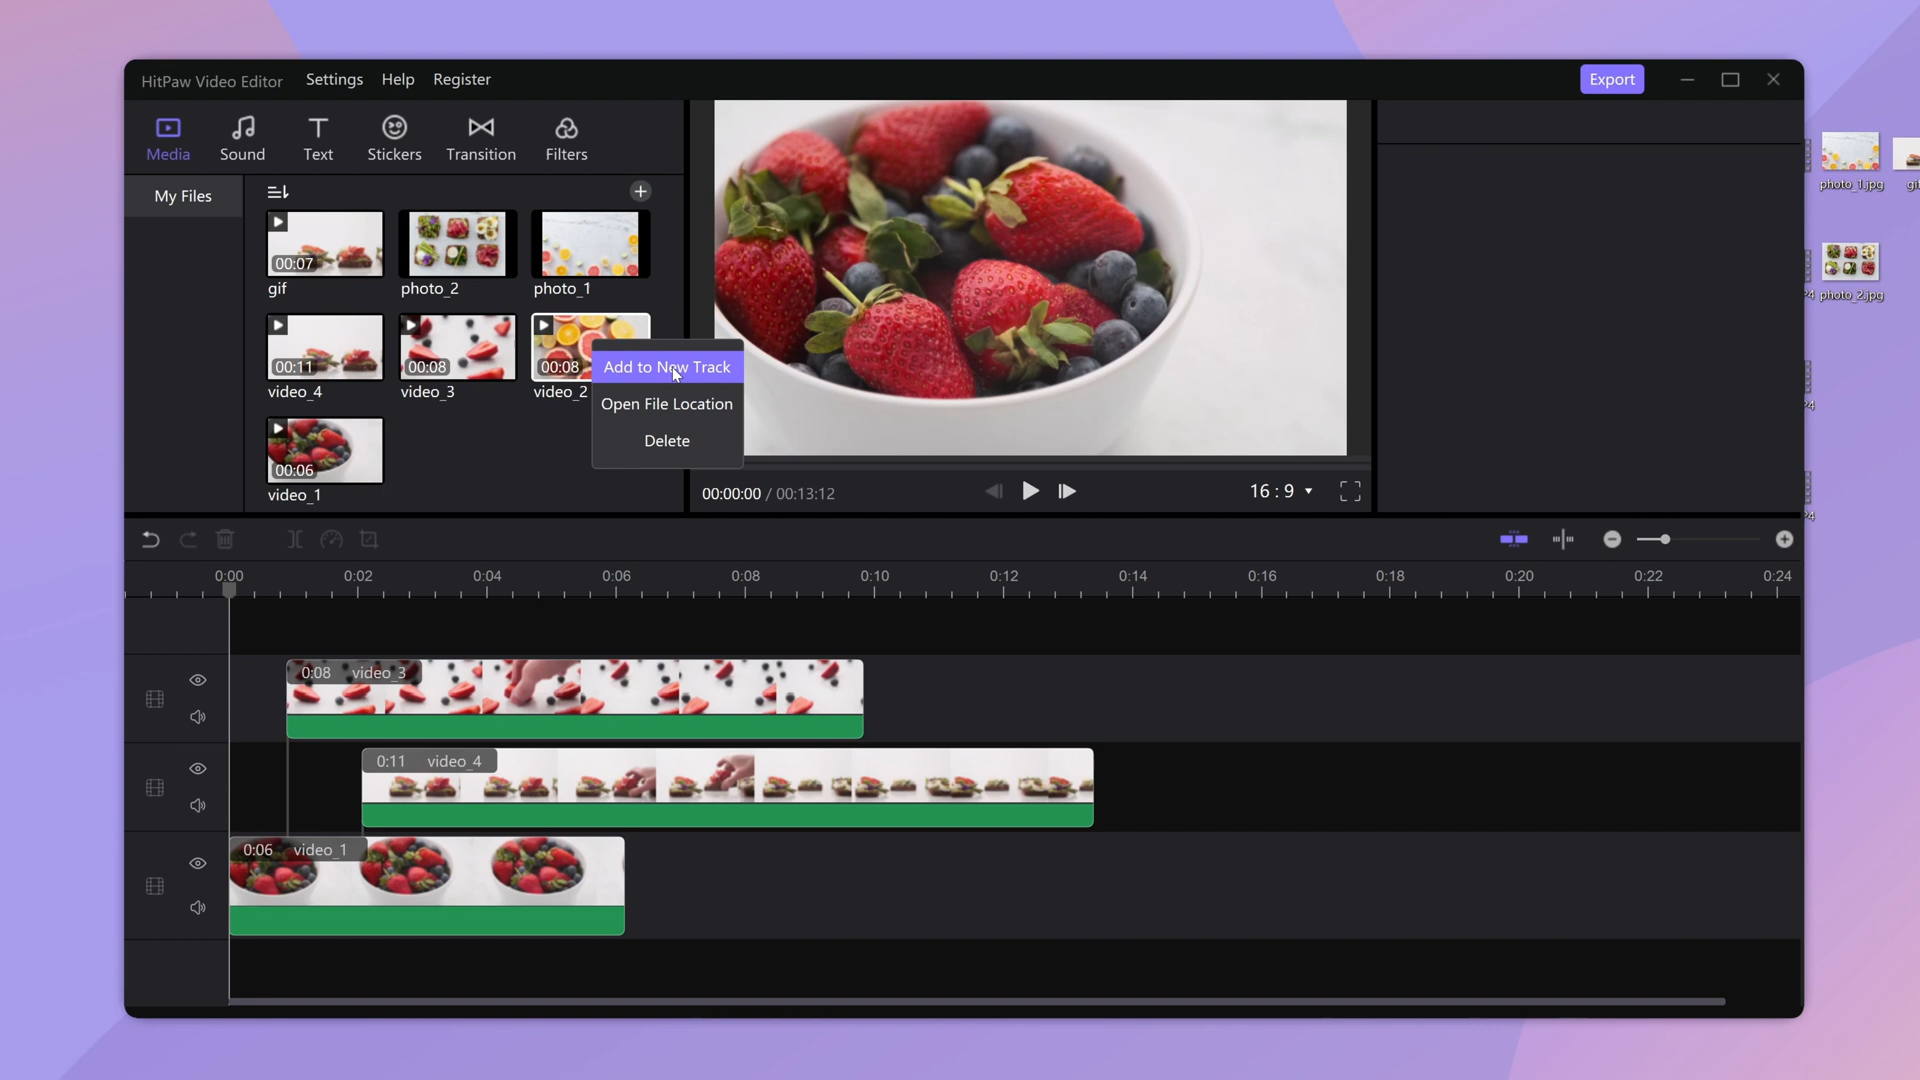 HitPaw Video Editor Settings Help Register Export
Media Sound Text Stickers Transition Filters
My Files
00:07
gif photo_2 photo_1
00:11 00:08 00:08
video_4 video_3 video_2
00:06
video_1
Add to New Track
Open File Location
Delete
00:00:00 / 00:13:12
16 : 9
photo_1.jpg
photo_2.jpg
0:00 0:02 0:04 0:06 0:08 0:10 0:12 0:14 0:16 0:18 0:20 0:22 0:24
0:08 video_3
0:11 video_4
0:06 video_1